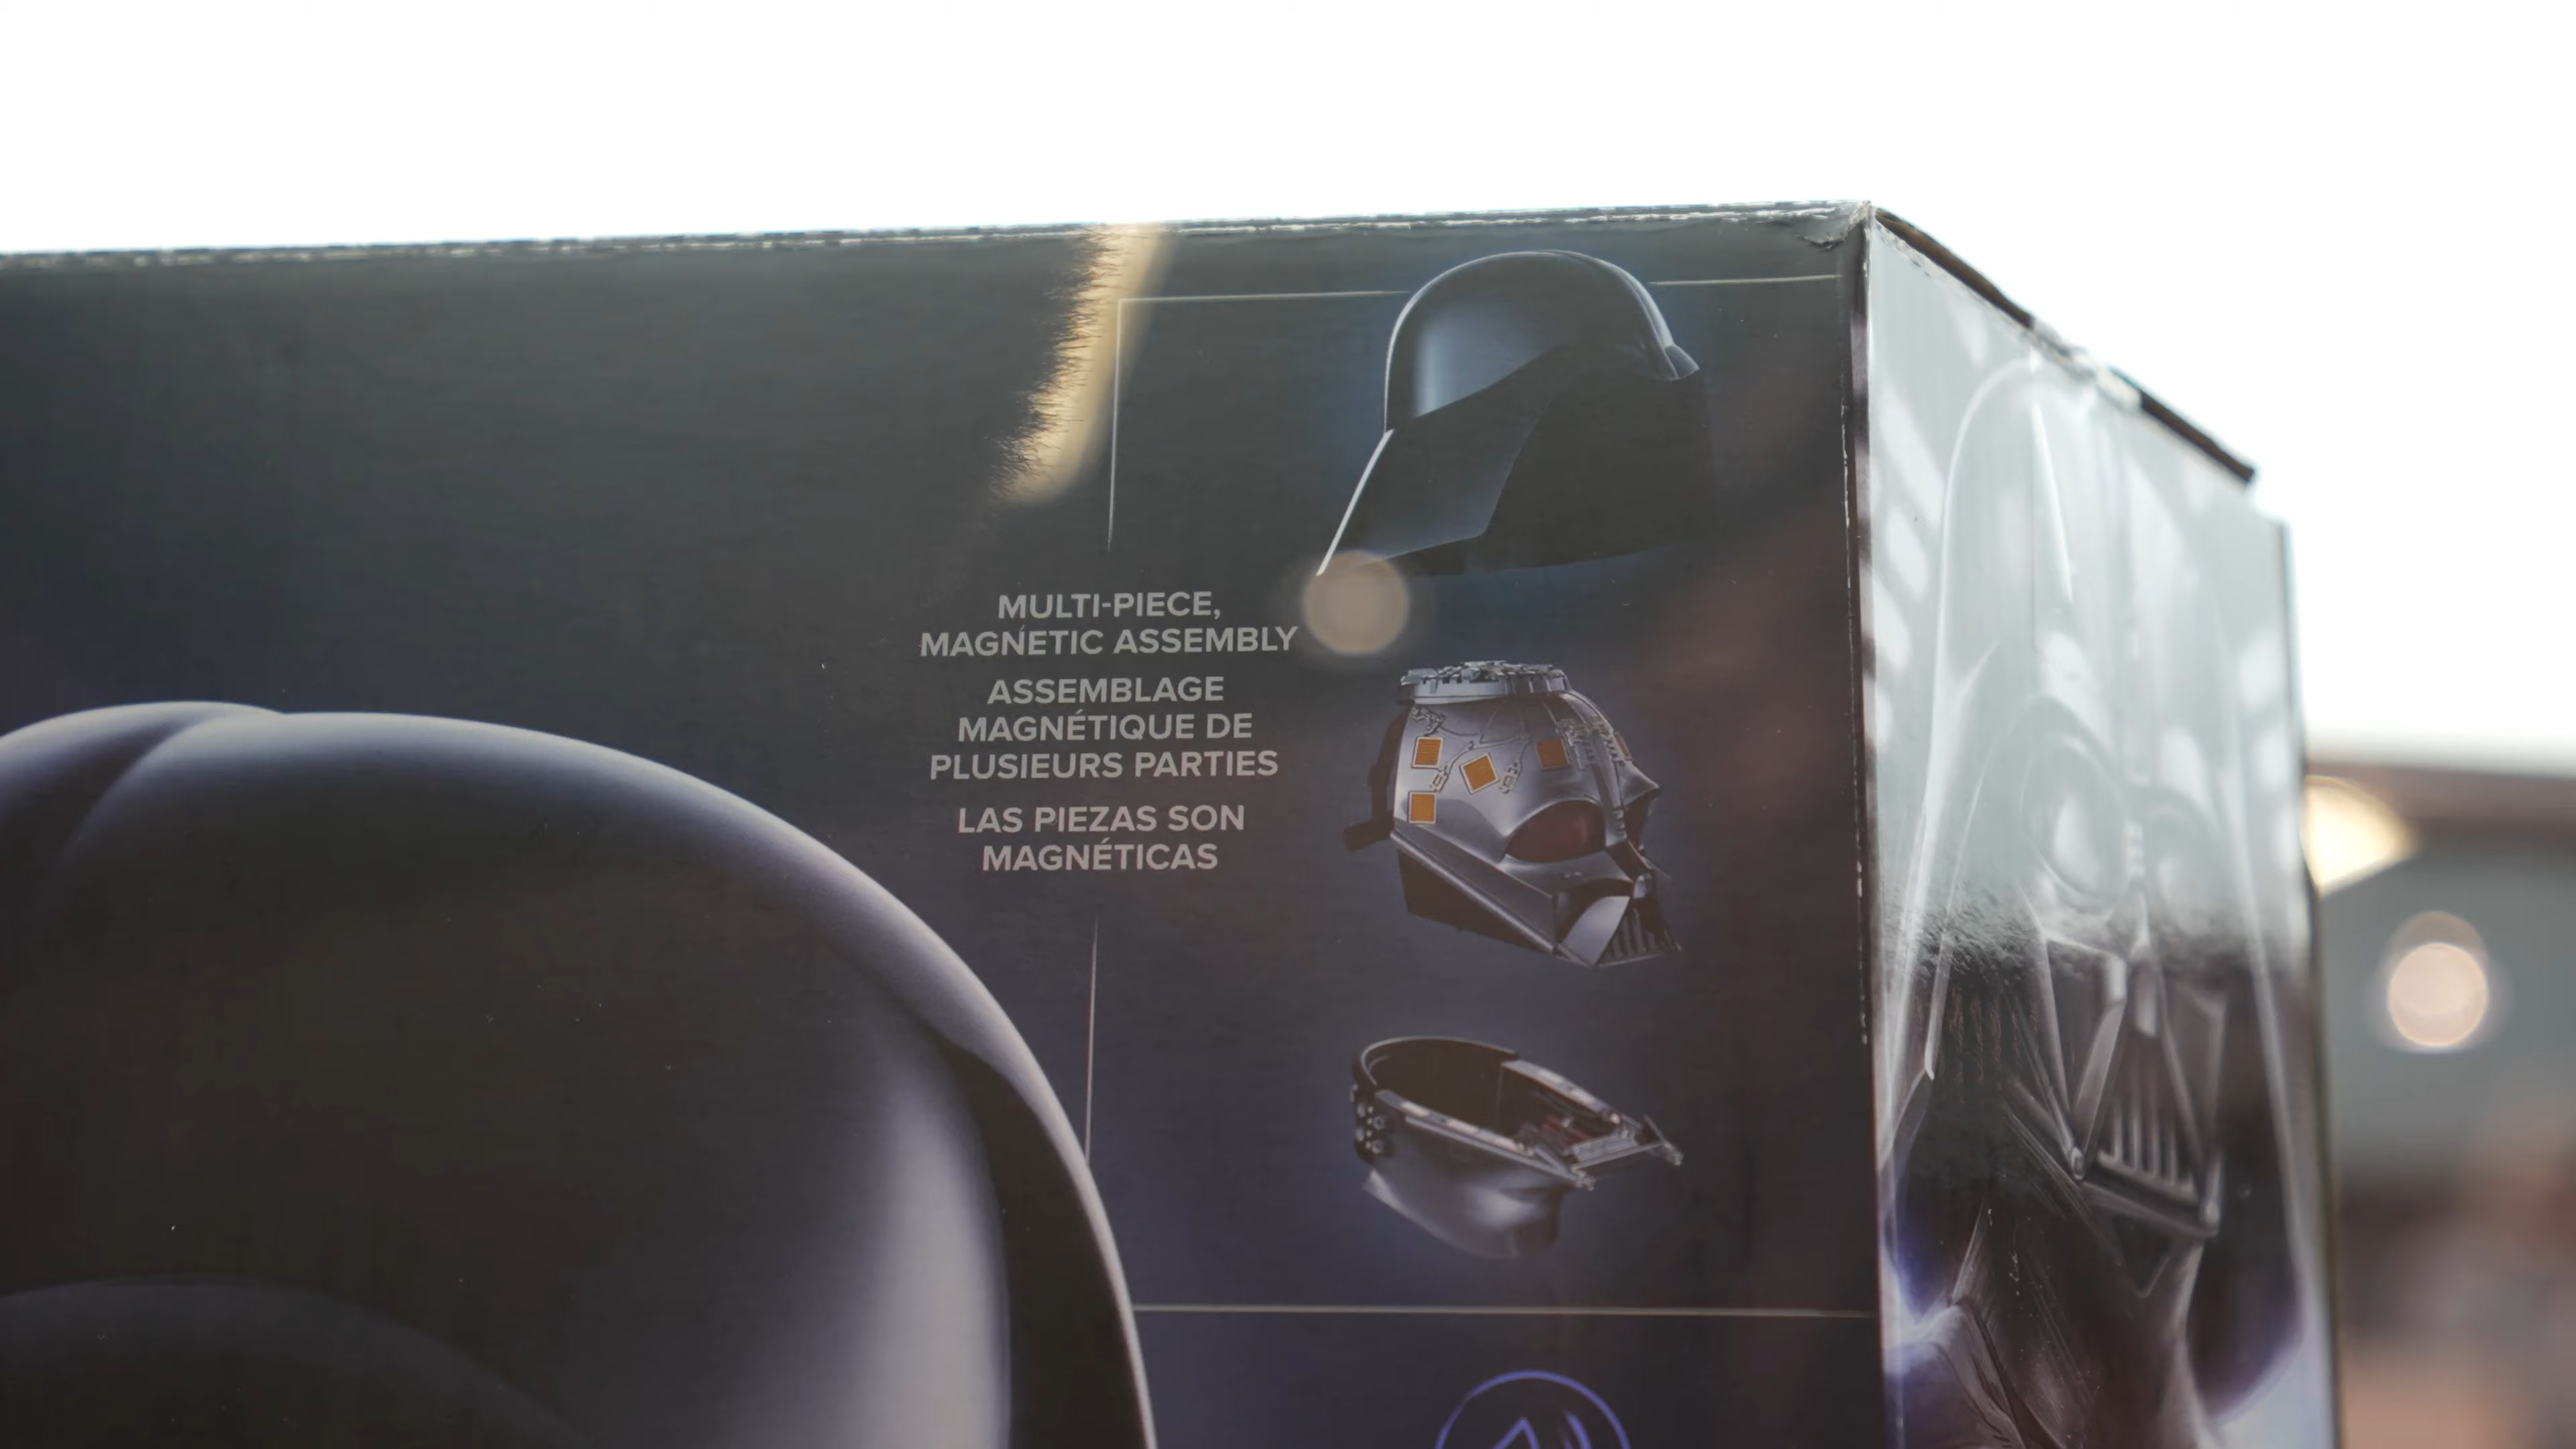 MULTI-PIECE,
MAGNETIC ASSEMBLY
ASSEMBLAGE
MAGNÉTIQUE DE
PLUSIEURS PARTIES
LAS PIEZAS SON
MAGNÉTICAS